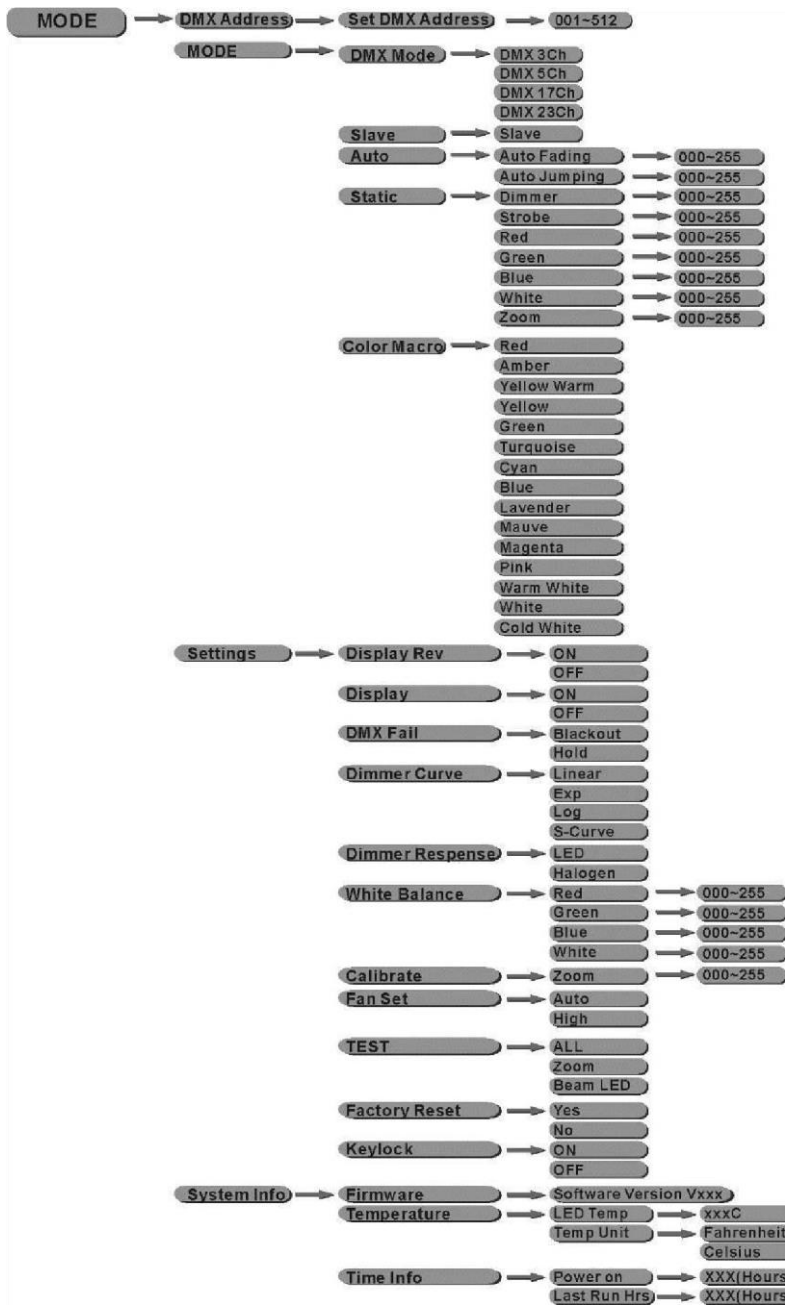 MODE DMX Address Set DMX Address 001~512
MODE DMX Mode DMX 3Ch
DMX 5Ch
DMX 17Ch
DMX 23Ch
Slave Slave
Auto Auto Fading 000~255
Auto Jumping 000~255
Static Dimmer 000~255
Strobe 000~255
Red 000~255
Green 000~255
Blue 000~255
White 000~255
Zoom 000~255
Color Macro Red
Amber
Yellow Warm
Yellow
Green
Turquoise
Cyan
Blue
Lavender
Mauve
Magenta
Pink
Warm White
White
Cold White
Settings Display Rev ON
OFF
Display ON
OFF
DMX Fail Blackout
Hold
Dimmer Curve Linear
Exp
Log
S-Curve
Dimmer Respense LED
Halogen
White Balance Red 000~255
Green 000~255
Blue 000~255
White 000~255
Calibrate Zoom 000~255
Fan Set Auto
High
TEST ALL
Zoom
Beam LED
Factory Reset Yes
No
Keylock ON
OFF
System Info Firmware Software Version Vxxx
Temperature LED Temp xxxC
Temp Unit Fahrenheit
Celsius
Time Info Power on XXX(Hours
Last Run Hrs XXX(Hours